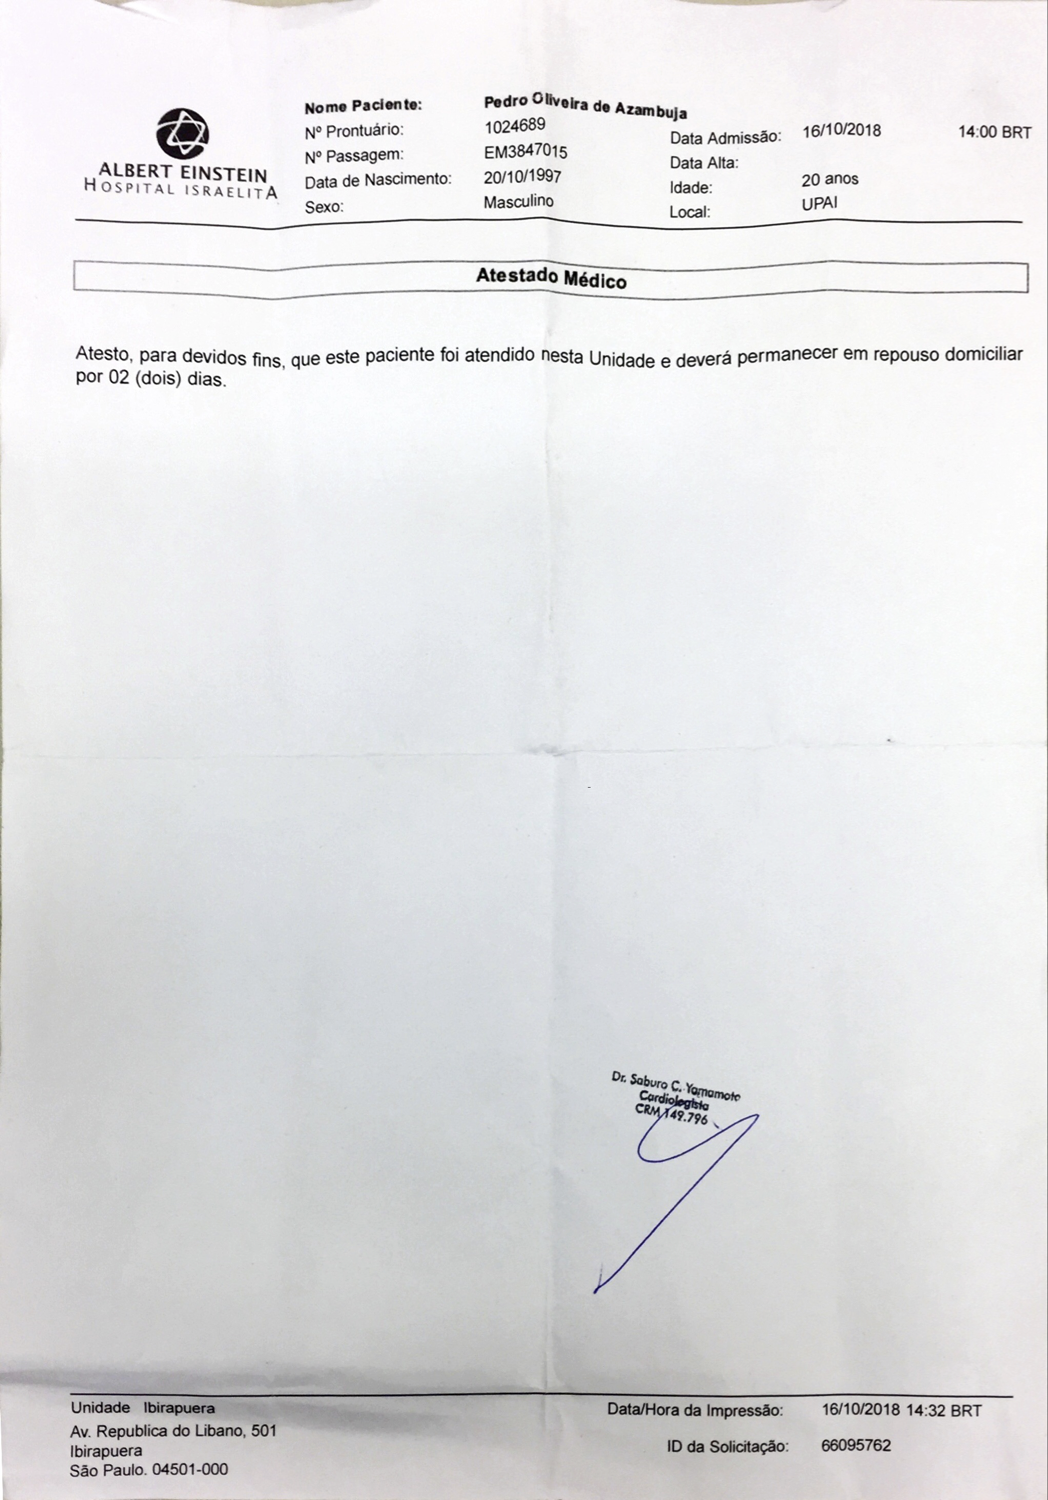 ALBERT EINSTEIN
HOSPITAL ISRAELITA
Nome Paciente: Pedro Oliveira de Azambuja
Nº Prontuário: 1024689
Nº Passagem: EM3847015
Data de Nascimento: 20/10/1997
Sexo: Masculino
Data Admissão: 16/10/2018 14:00 BRT
Data Alta:
Idade: 20 anos
Local: UPAI
Atestado Médico
Atesto, para devidos fins, que este paciente foi atendido nesta Unidade e deverá permanecer em repouso domiciliar
por 02 (dois) dias.
Dr. Saburo C. Yamamoto
Cardiologista
CRM 149.796
Unidade Ibirapuera
Av. Republica do Libano, 501
Ibirapuera
São Paulo. 04501-000
Data/Hora da Impressão: 16/10/2018 14:32 BRT
ID da Solicitação: 66095762